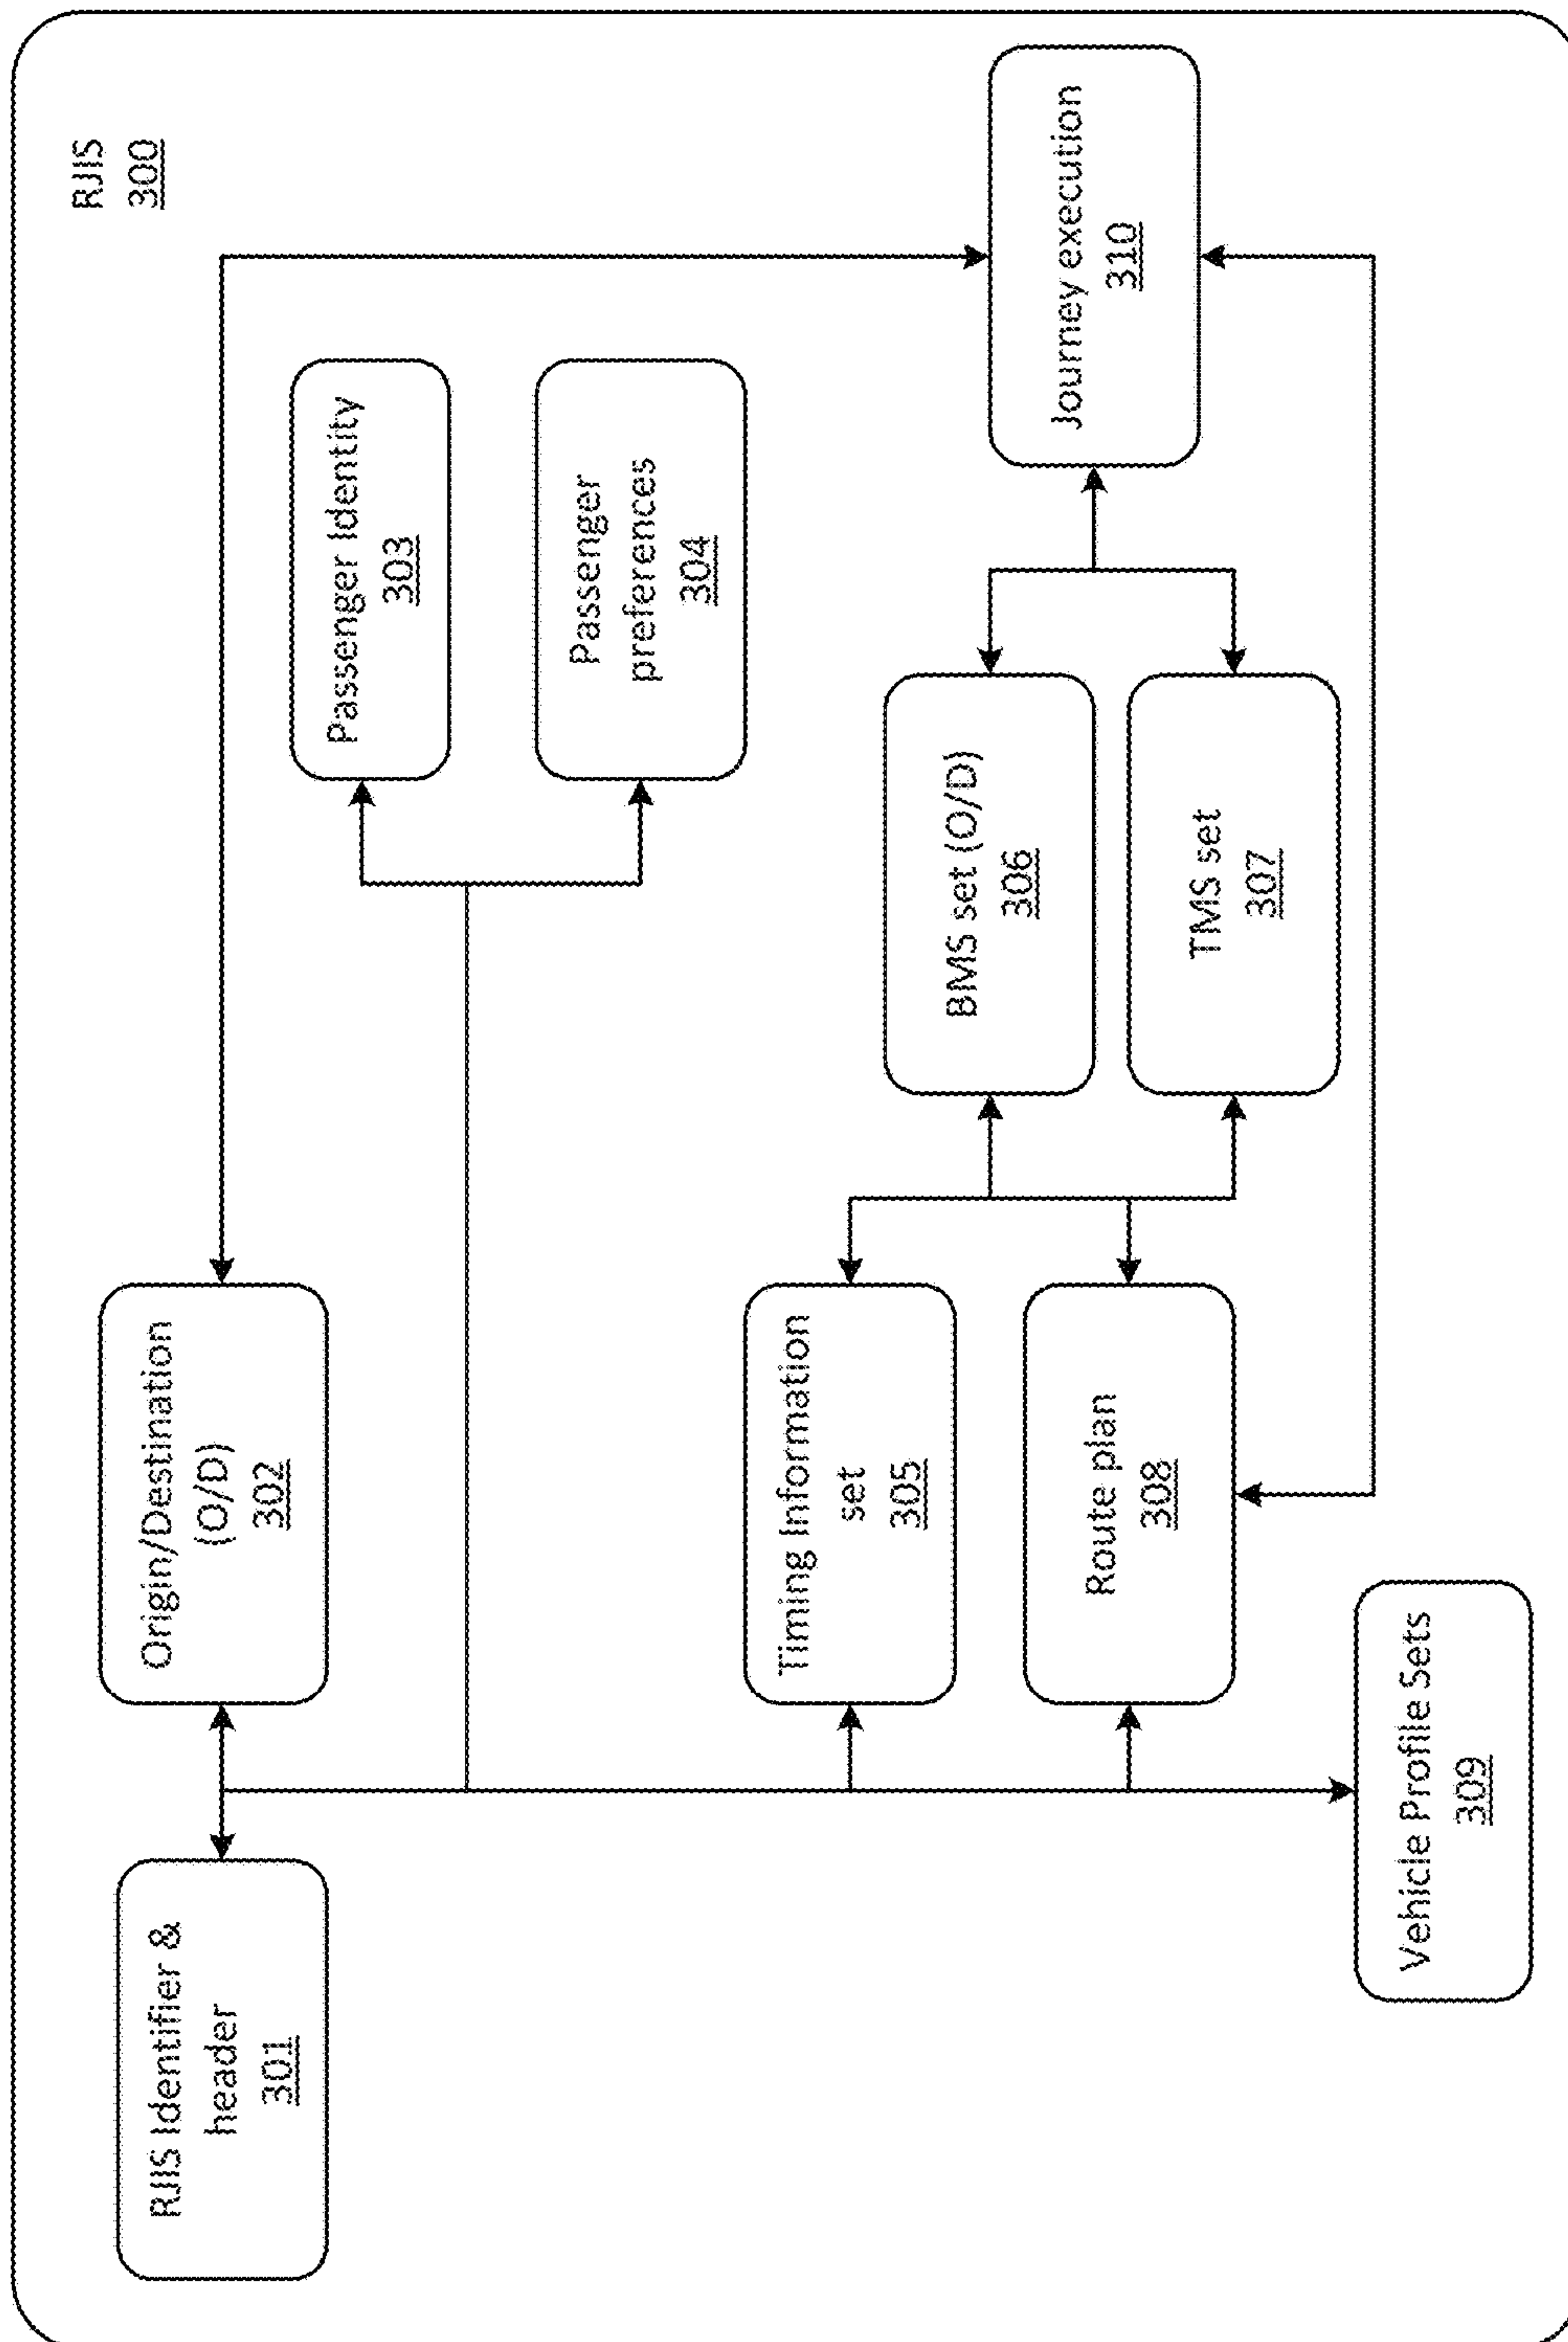 RJIS
300
RJIS Identifier &
header
301
Origin/Destination
(O/D)
302
Passenger Identity
303
Passenger
preferences
304
Timing Information
set
305
BMS set (O/D)
306
Journey execution
310
Route plan
308
TMS set
307
Vehicle Profile Sets
309